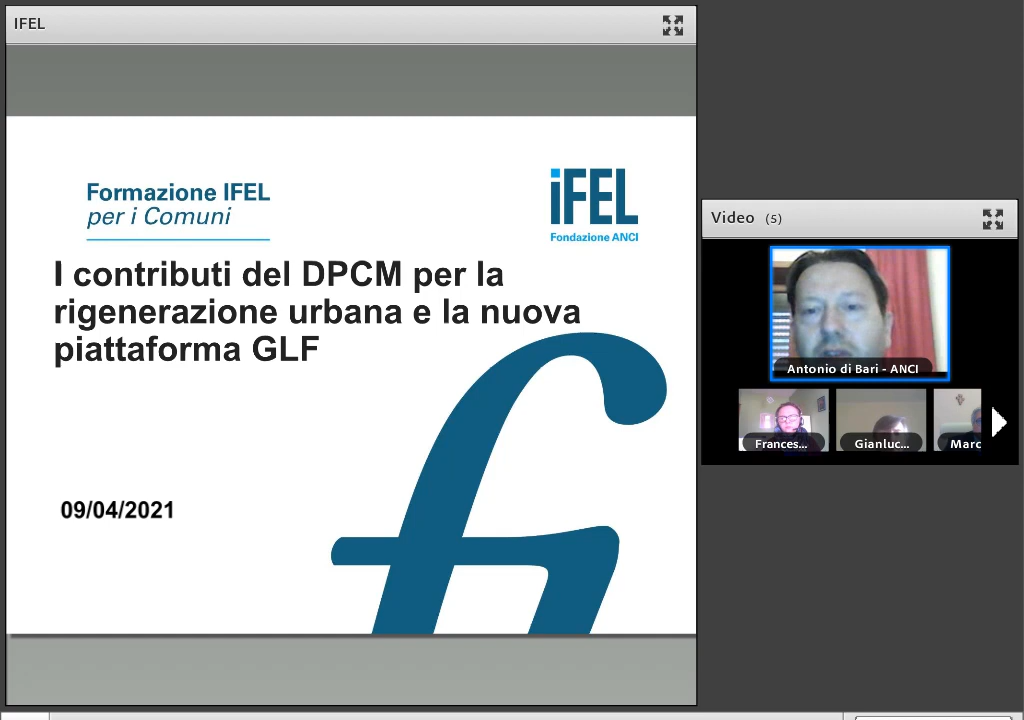 IFEL
Formazione IFEL
per i Comuni
iFEL
Fondazione ANCI
I contributi del DPCM per la
rigenerazione urbana e la nuova
piattaforma GLF
09/04/2021
Video (5)
Antonio di Bari - ANCI
Frances...
Gianluc...
Marc